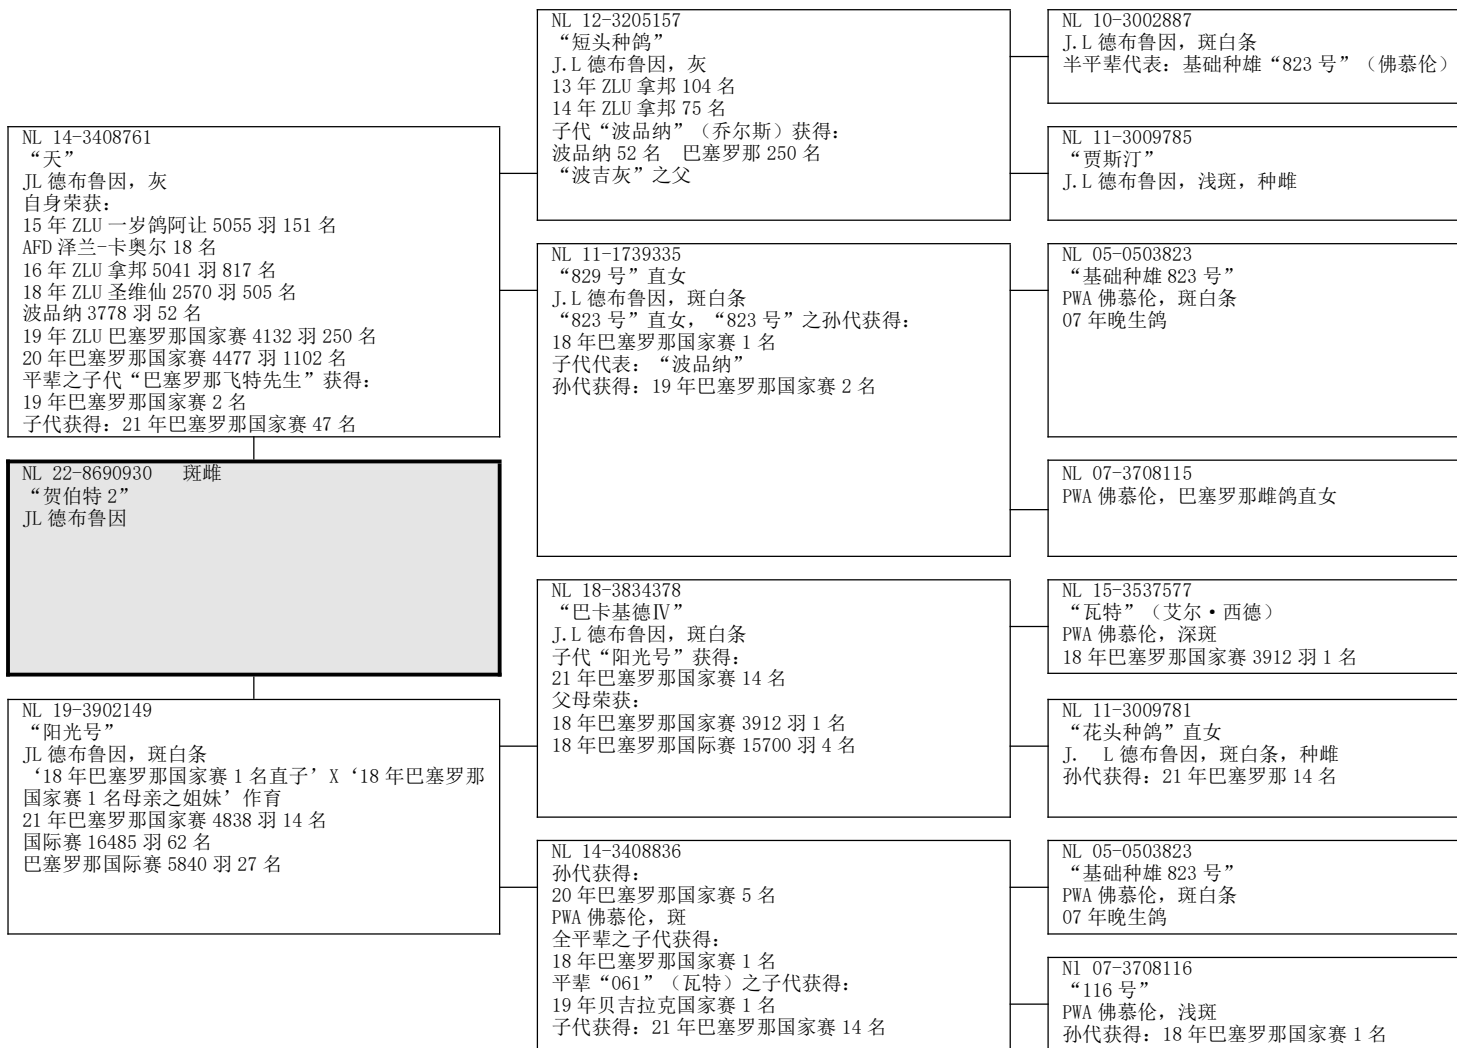 NL 14-3408761
“天”
JL 德布鲁因，灰
自身荣获：
15 年 ZLU 一岁鸽阿让 5055 羽 151 名
AFD 泽兰-卡奥尔 18 名
16 年 ZLU 拿邦 5041 羽 817 名
18 年 ZLU 圣维仙 2570 羽 505 名
波品纳 3778 羽 52 名
19 年 ZLU 巴塞罗那国家赛 4132 羽 250 名
20 年巴塞罗那国家赛 4477 羽 1102 名
平辈之子代“巴塞罗那飞特先生”获得：
19 年巴塞罗那国家赛 2 名
子代获得：21 年巴塞罗那国家赛 47 名
NL 22-8690930 斑雌
“贺伯特 2”
JL 德布鲁因
NL 19-3902149
“阳光号”
JL 德布鲁因，斑白条
‘18 年巴塞罗那国家赛 1 名直子’X‘18 年巴塞罗那
国家赛 1 名母亲之姐妹’作育
21 年巴塞罗那国家赛 4838 羽 14 名
国际赛 16485 羽 62 名
巴塞罗那国际赛 5840 羽 27 名
NL 12-3205157
“短头种鸽”
J.L 德布鲁因，灰
13 年 ZLU 拿邦 104 名
14 年 ZLU 拿邦 75 名
子代“波品纳”（乔尔斯）获得：
波品纳 52 名 巴塞罗那 250 名
“波吉灰”之父
NL 11-1739335
“829 号”直女
J.L 德布鲁因，斑白条
“823 号”直女，“823 号”之孙代获得：
18 年巴塞罗那国家赛 1 名
子代代表：“波品纳”
孙代获得：19 年巴塞罗那国家赛 2 名
NL 18-3834378
“巴卡基德Ⅳ”
J.L 德布鲁因，斑白条
子代“阳光号”获得：
21 年巴塞罗那国家赛 14 名
父母荣获：
18 年巴塞罗那国家赛 3912 羽 1 名
18 年巴塞罗那国际赛 15700 羽 4 名
NL 14-3408836
孙代获得：
20 年巴塞罗那国家赛 5 名
PWA 佛慕伦，斑
全平辈之子代获得：
18 年巴塞罗那国家赛 1 名
平辈“061”（瓦特）之子代获得：
19 年贝吉拉克国家赛 1 名
子代获得：21 年巴塞罗那国家赛 14 名
NL 10-3002887
J.L 德布鲁因，斑白条
半平辈代表：基础种雄“823 号”（佛慕伦）
NL 11-3009785
“贾斯汀”
J.L 德布鲁因，浅斑，种雌
NL 05-0503823
“基础种雄 823 号”
PWA 佛慕伦，斑白条
07 年晚生鸽
NL 07-3708115
PWA 佛慕伦，巴塞罗那雌鸽直女
NL 15-3537577
“瓦特”（艾尔·西德）
PWA 佛慕伦，深斑
18 年巴塞罗那国家赛 3912 羽 1 名
NL 11-3009781
“花头种鸽”直女
J. L 德布鲁因，斑白条，种雌
孙代获得：21 年巴塞罗那 14 名
NL 05-0503823
“基础种雄 823 号”
PWA 佛慕伦，斑白条
07 年晚生鸽
Nl 07-3708116
“116 号”
PWA 佛慕伦，浅斑
孙代获得：18 年巴塞罗那国家赛 1 名